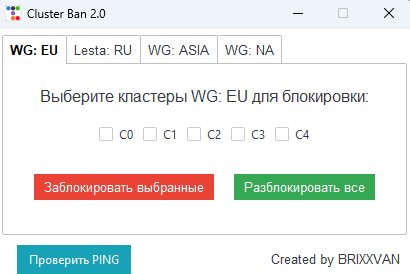 Cluster Ban 2.0
WG: EU
Lesta: RU
WG: ASIA
WG: NA
Выберите кластеры WG: EU для блокировки:
C0
C1
C2
C3
C4
Заблокировать выбранные
Разблокировать все
Проверить PING
Created by BRIXXVAN